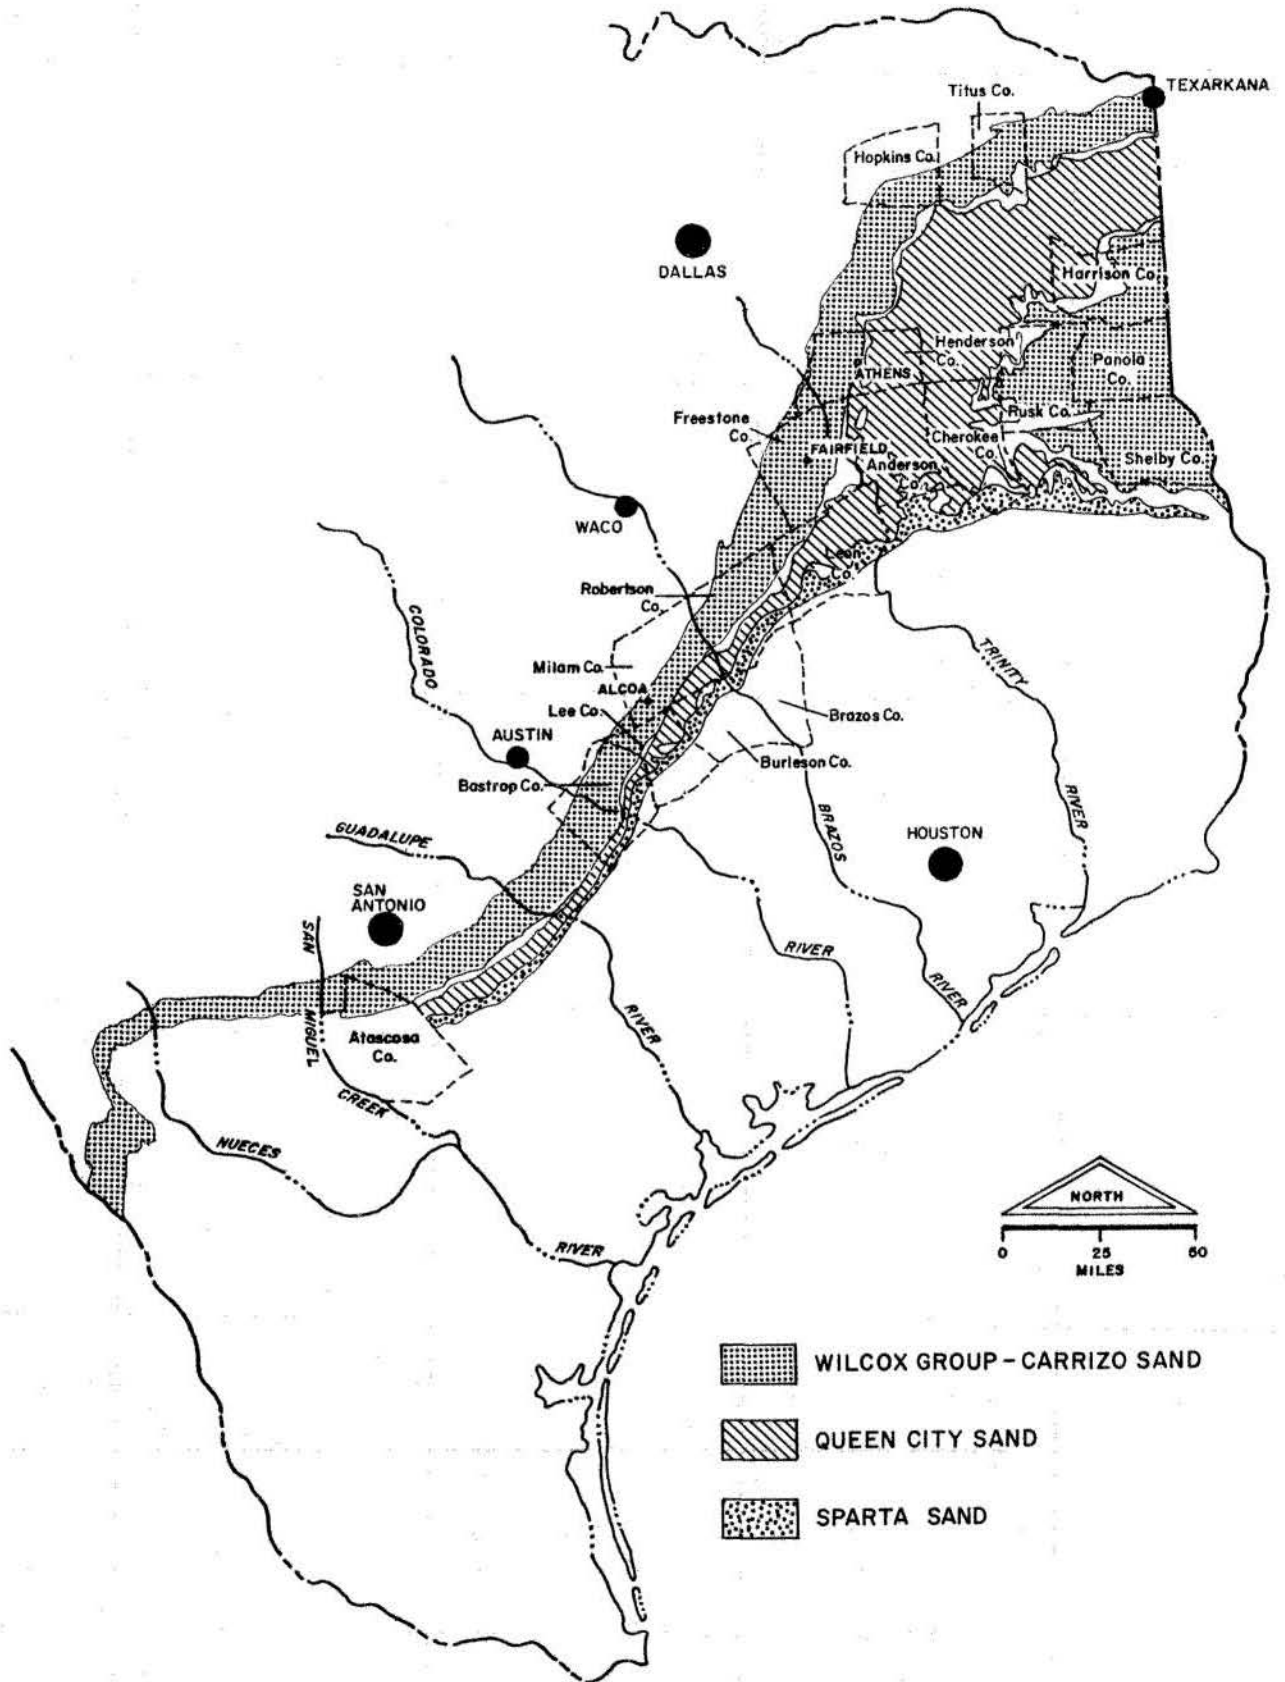 TEXARKANA
Titus Co.
Hopkins Co.
DALLAS
Harrison Co.
Henderson
Co.
Panola
Co.
ATHENS
Freestone
Co.
Rusk Co.
Cherokee
Co.
FAIRFIELD
Anderson
Co.
Shelby Co.
WACO
Leon
Co.
Robertson
Co.
COLORADO
TRINITY
Milam Co.
ALCOA
Lee Co.
Brazos Co.
AUSTIN
Burleson Co.
Bastrop Co.
RIVER
GUADALUPE
BRAZOS
HOUSTON
SAN
ANTONIO
SAN
RIVER
RIVER
MIGUEL
RIVER
Atascosa
Co.
CREEK
NUECES
RIVER
NORTH
0 25 50
MILES
WILCOX GROUP – CARRIZO SAND
QUEEN CITY SAND
SPARTA SAND